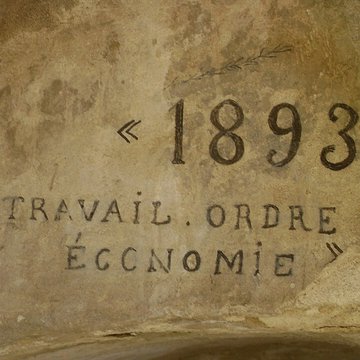 « 1893
TRAVAIL . ORDRE
ÉCONOMIE »